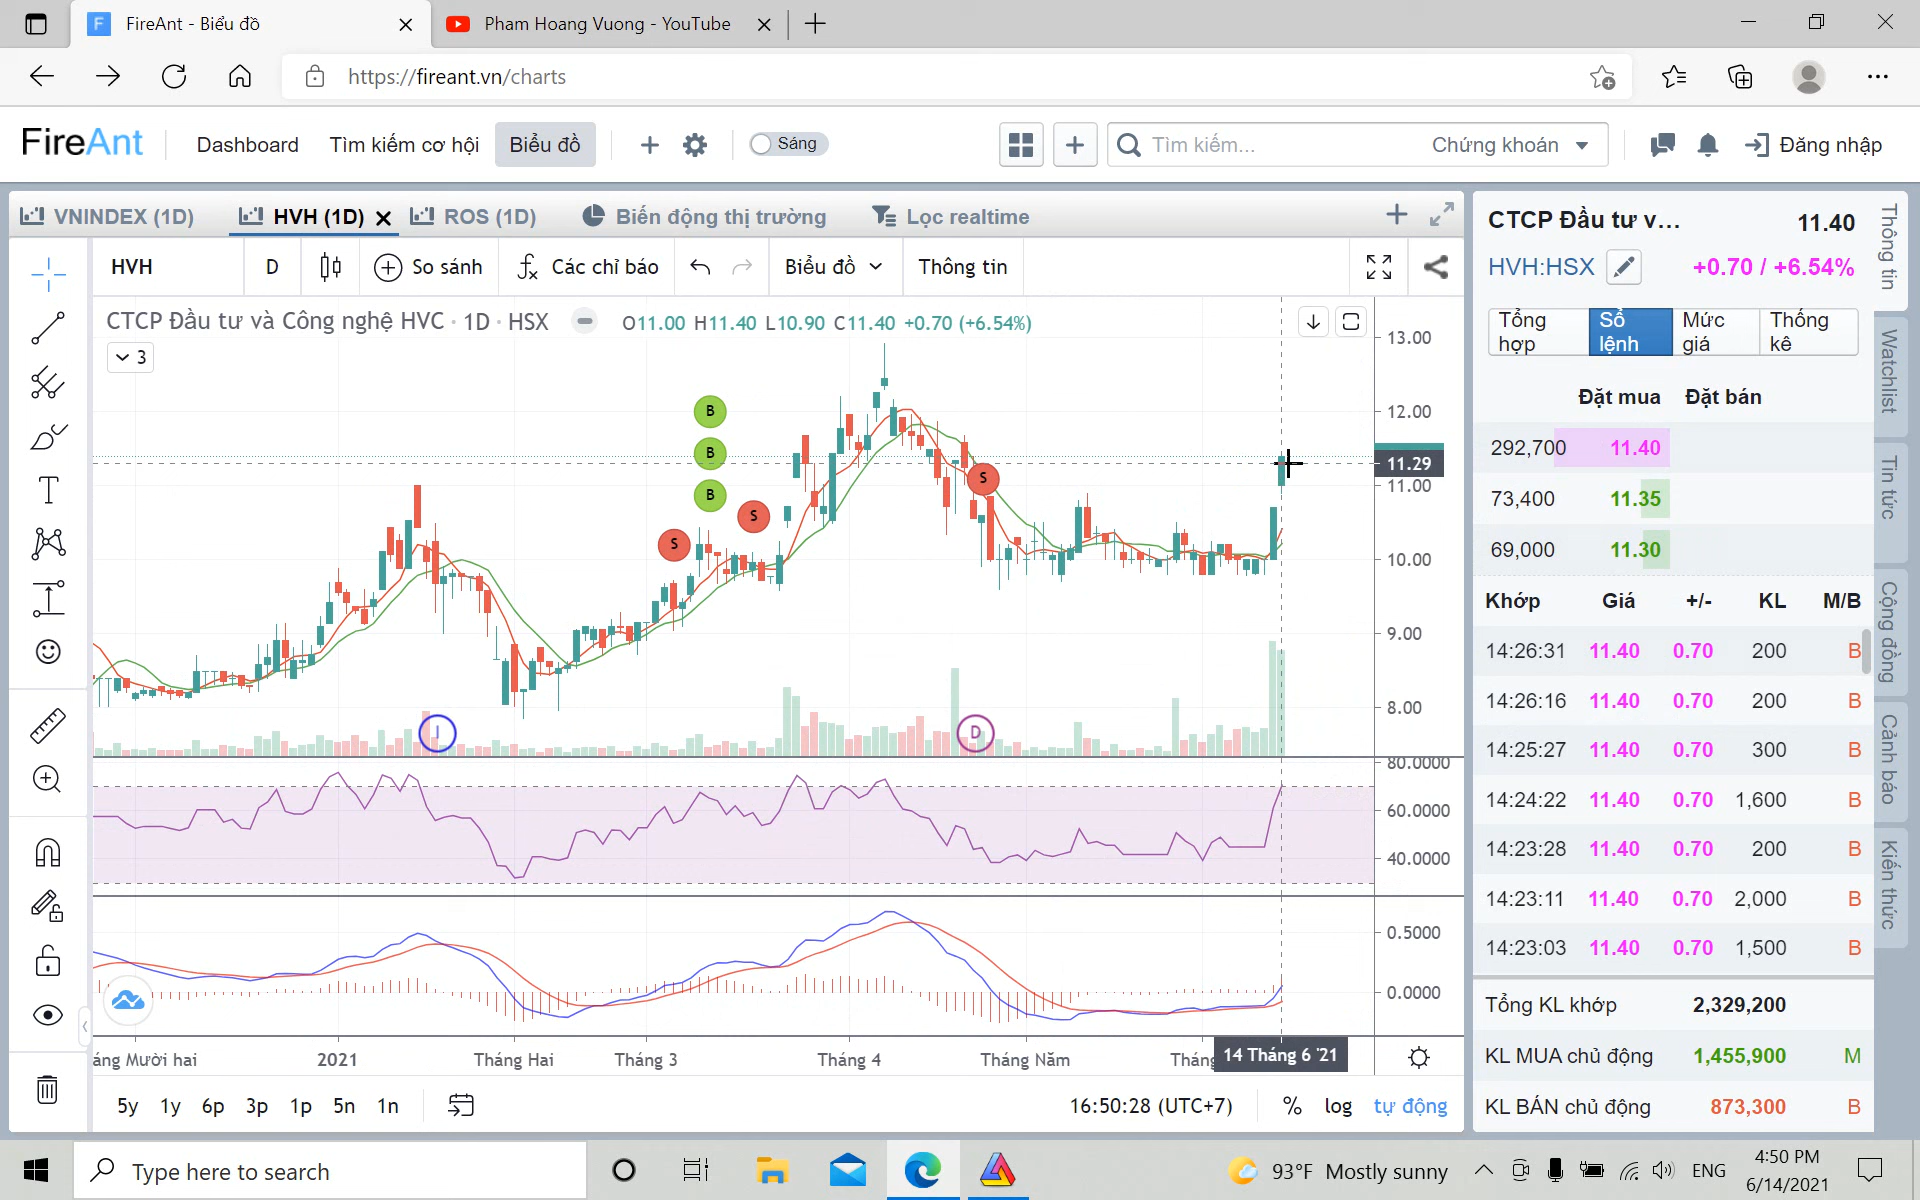 FireAnt - Biểu đồ
Pham Hoang Vuong - YouTube
https://fireant.vn/charts
FireAnt
Dashboard
Tìm kiếm cơ hội
Biểu đồ
Sáng
Tìm kiếm...
Chứng khoán
Đăng nhập
VNINDEX (1D)
HVH (1D)
ROS (1D)
Biến động thị trường
Lọc realtime
HVH
D
So sánh
Các chỉ báo
Biểu đồ
Thông tin
CTCP Đầu tư và Công nghệ HVC · 1D · HSX
O11.00 H11.40 L10.90 C11.40 +0.70 (+6.54%)
3
B
B
B
S
S
S
J
D
13.00
12.00
11.29
11.00
10.00
9.00
8.00
80.0000
60.0000
40.0000
0.5000
0.0000
áng Mười hai
2021
Tháng Hai
Tháng 3
Tháng 4
Tháng Năm
Tháng
14 Tháng 6 '21
5y 1y 6p 3p 1p 5n 1n
16:50:28 (UTC+7)
%
log
tự động
CTCP Đầu tư v...
11.40
HVH:HSX
+0.70 / +6.54%
Tổng hợp
Sổ lệnh
Mức giá
Thống kê
Đặt mua Đặt bán
292,700 11.40
73,400 11.35
69,000 11.30
Khớp Giá +/- KL M/B
14:26:31 11.40 0.70 200 B
14:26:16 11.40 0.70 200 B
14:25:27 11.40 0.70 300 B
14:24:22 11.40 0.70 1,600 B
14:23:28 11.40 0.70 200 B
14:23:11 11.40 0.70 2,000 B
14:23:03 11.40 0.70 1,500 B
Tổng KL khớp 2,329,200
KL MUA chủ động 1,455,900 M
KL BÁN chủ động 873,300 B
Thông tin
Watchlist
Tin tức
Cộng đồng
Cảnh báo
Kiến thức
Type here to search
93°F Mostly sunny
ENG
4:50 PM
6/14/2021